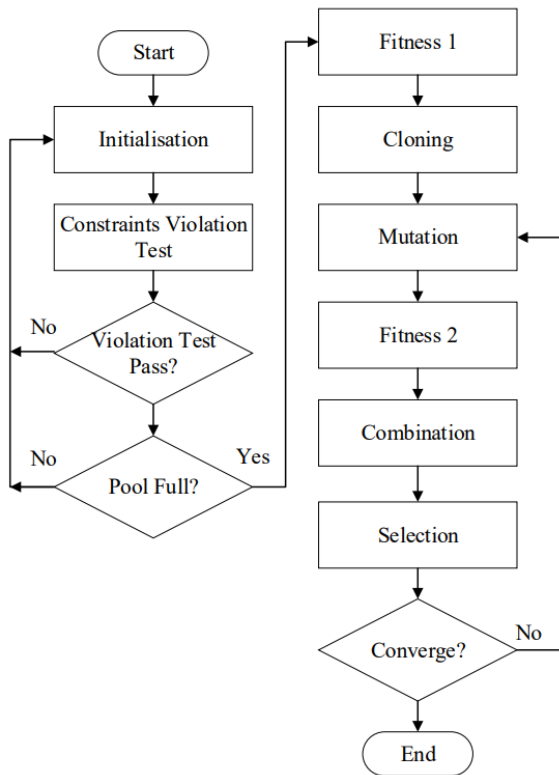 Start
Initialisation
Constraints Violation
Test
No
Violation Test
Pass?
No
Yes
Pool Full?
Fitness 1
Cloning
Mutation
Fitness 2
Combination
Selection
Converge?
No
End